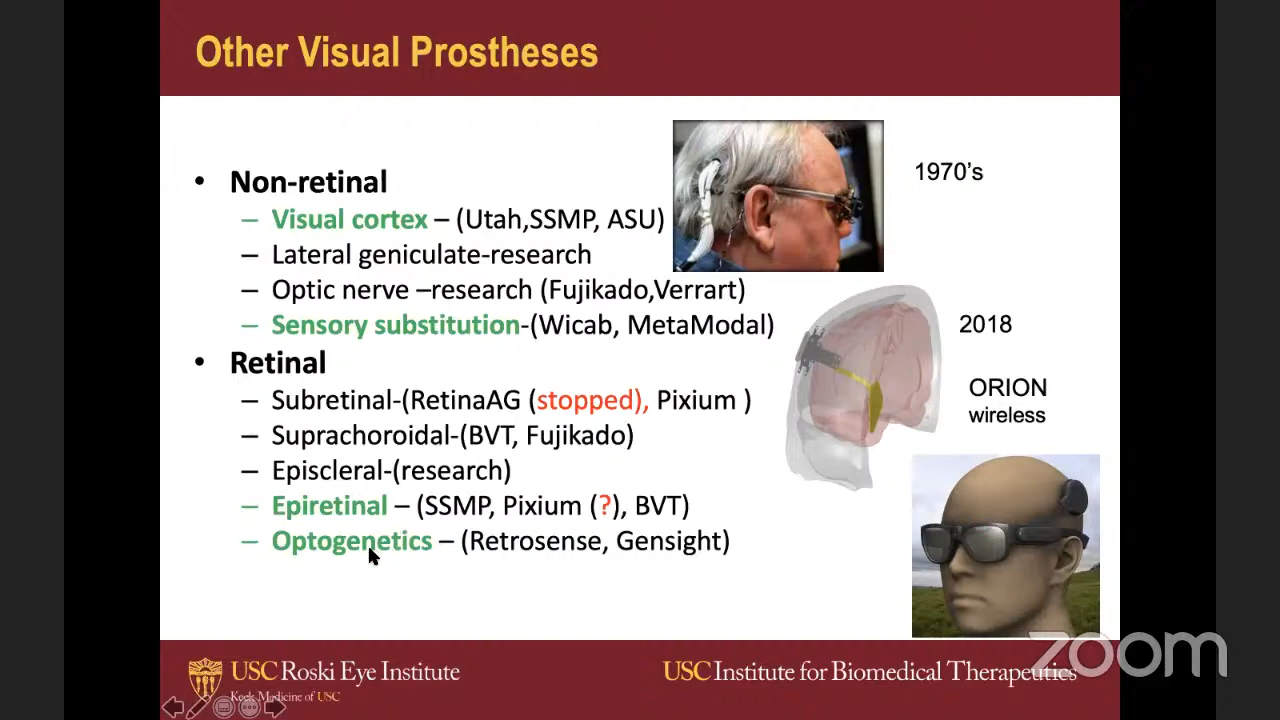 Other Visual Prostheses
• Non-retinal
– Visual cortex – (Utah,SSMP, ASU)
– Lateral geniculate-research
– Optic nerve –research (Fujikado,Verrart)
– Sensory substitution-(Wicab, MetaModal)
• Retinal
– Subretinal-(RetinaAG (stopped), Pixium )
– Suprachoroidal-(BVT, Fujikado)
– Episcleral-(research)
– Epiretinal – (SSMP, Pixium (?), BVT)
– Optogenetics – (Retrosense, Gensight)
1970's
2018
ORION
wireless
USC Roski Eye Institute
Keck Medicine of USC
USC Institute for Biomedical Therapeutics
zoom